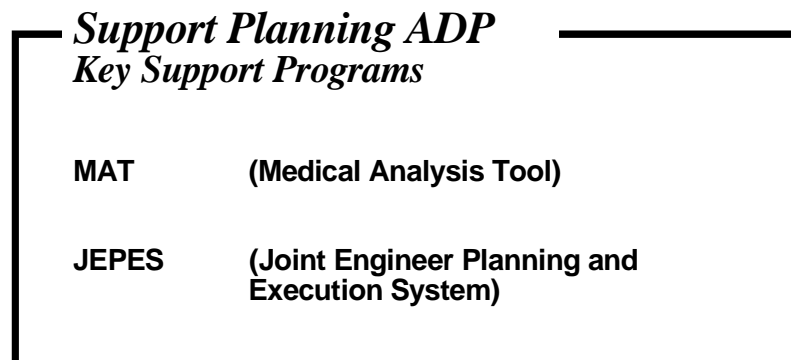 Support Planning ADP
Key Support Programs
MAT (Medical Analysis Tool)
JEPES (Joint Engineer Planning and
Execution System)